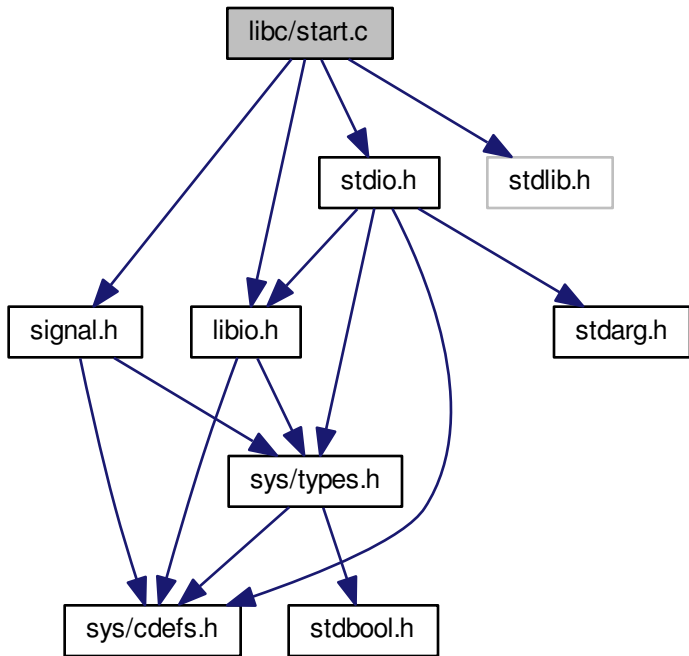 libc/start.c
stdio.h
stdlib.h
signal.h
libio.h
stdarg.h
sys/types.h
sys/cdefs.h
stdbool.h